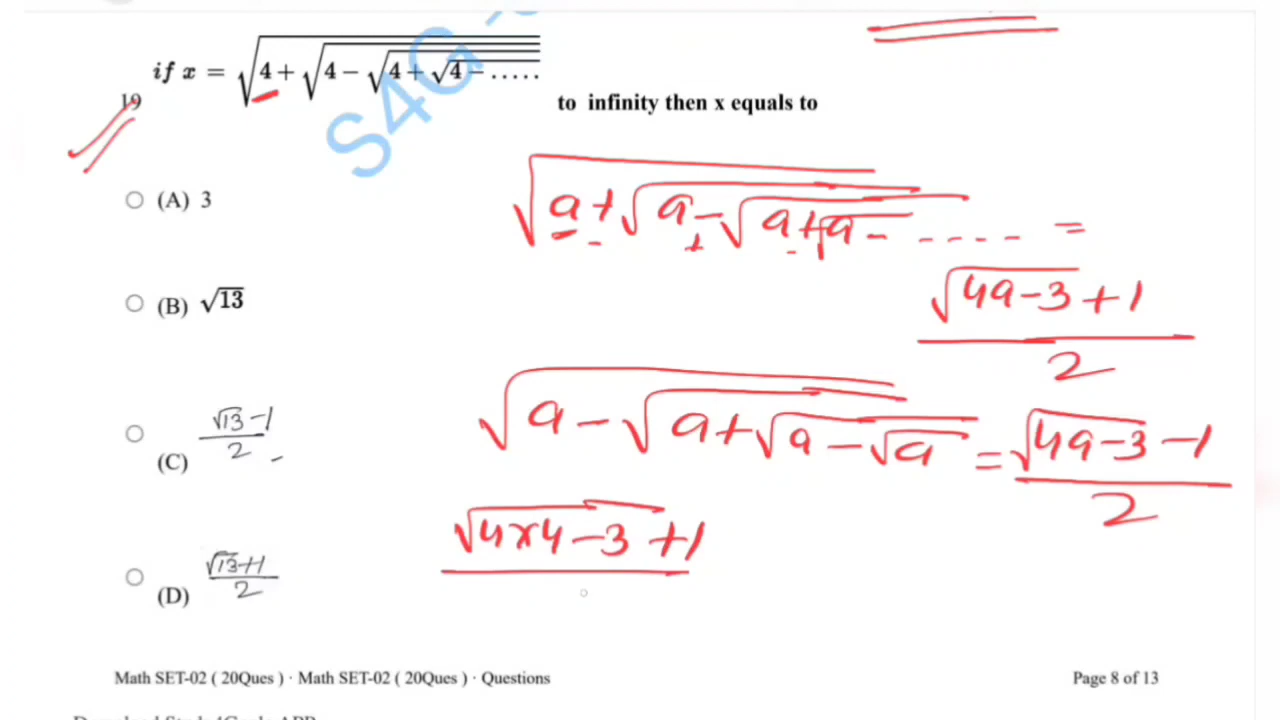 if x = √4 + √4 − √4 + √4 − .....
19
to infinity then x equals to
S4G
(A) 3
√a + √a − √a + √a − - - - - =
√4a−3 + 1
2
(B) √13
√a − √a + √a − √a = √4a−3 − 1
2
(C) √13 −1
2
√4×4−3 + 1
(D) √13+1
2
Math SET-02 ( 20Ques ) · Math SET-02 ( 20Ques ) · Questions
Page 8 of 13